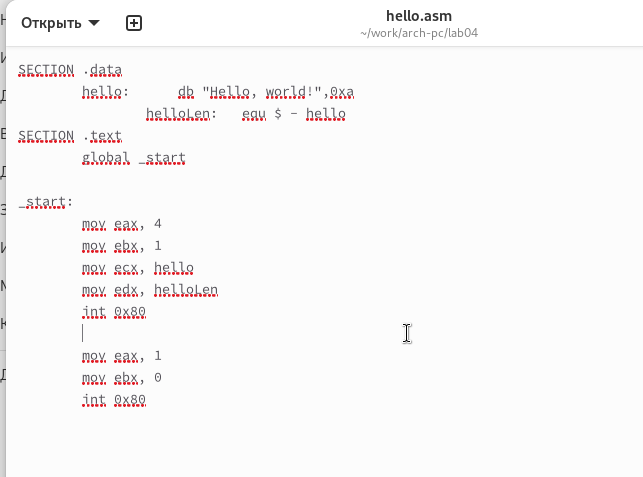 Открыть
hello.asm
~/work/arch-pc/lab04
SECTION .data
hello: db "Hello, world!",0xa
helloLen: equ $ - hello
SECTION .text
global _start
_start:
mov eax, 4
mov ebx, 1
mov ecx, hello
mov edx, helloLen
int 0x80
mov eax, 1
mov ebx, 0
int 0x80